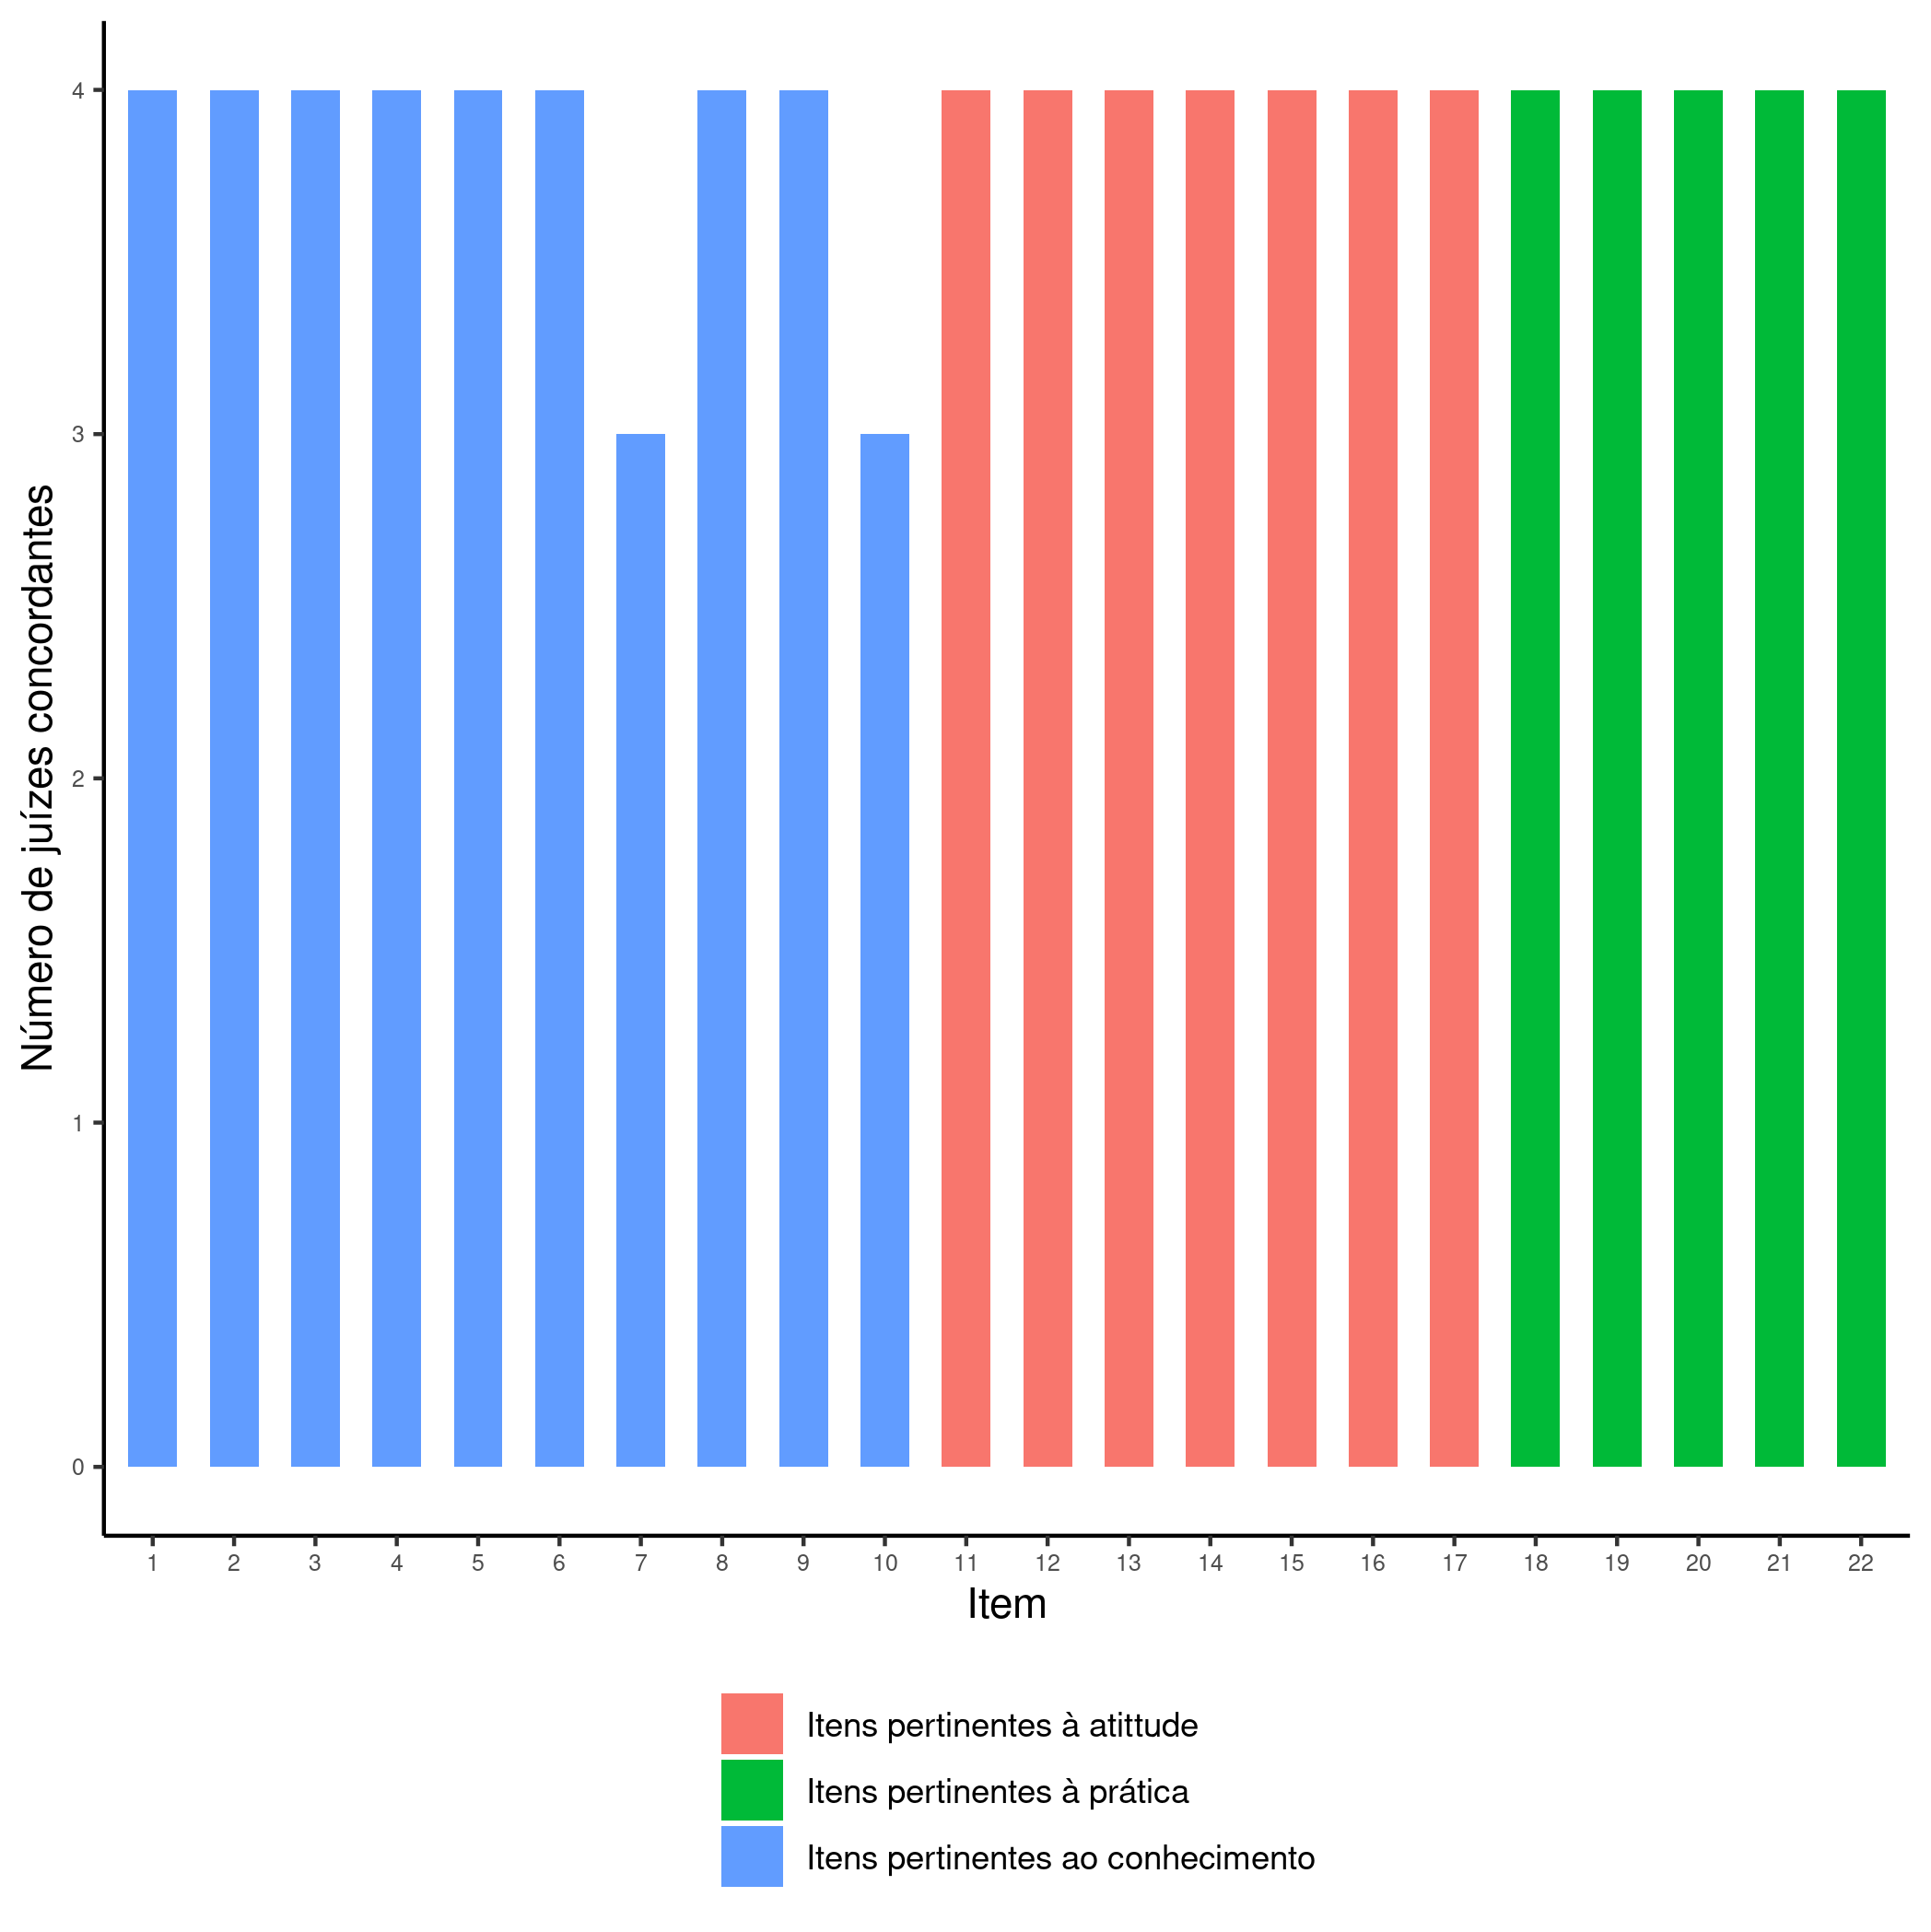 Número de juízes concordantes
4
3
2
1
0
1 2 3 4 5 6 7 8 9 10 11 12 13 14 15 16 17 18 19 20 21 22
Item
Itens pertinentes à atittude
Itens pertinentes à prática
Itens pertinentes ao conhecimento